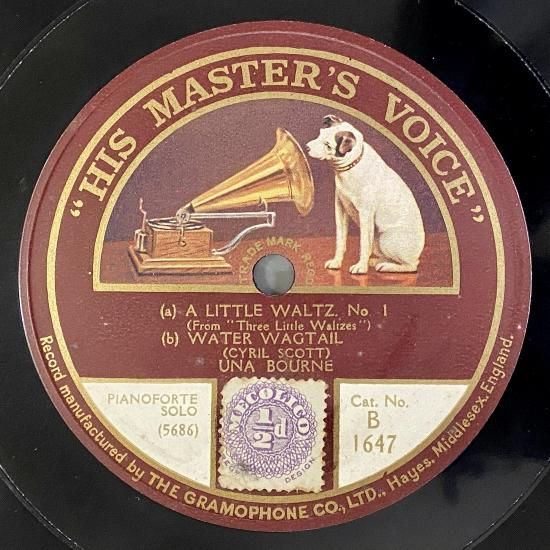 "HIS MASTER'S VOICE"
TRADE MARK REGD
(a) A LITTLE WALTZ. No 1
(From "Three Little Waltzes")
(b) WATER WAGTAIL
(CYRIL SCOTT)
UNA BOURNE
PIANOFORTE
SOLO
(5686)
MECOLICO
½d
DESIGN.
Cat. No.
B
1647
Record manufactured by THE GRAMOPHONE CO., LTD., Hayes, Middlesex, England.